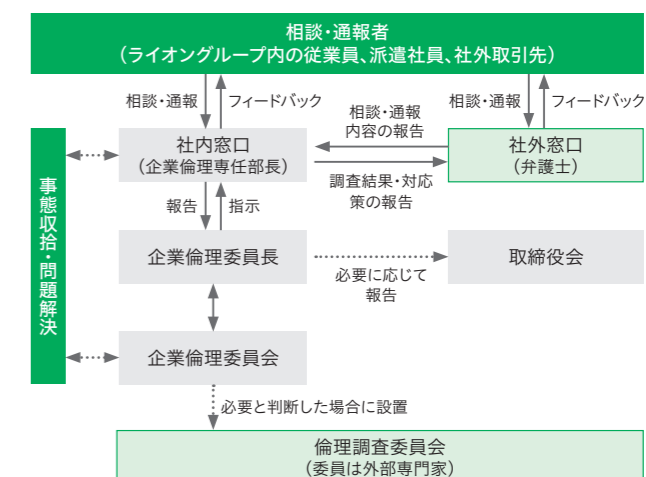 相談・通報者
（ライオングループ内の従業員、派遣社員、社外取引先）
相談・通報
フィードバック
相談・通報
内容の報告
相談・通報
フィードバック
社内窓口
（企業倫理専任部長）
社外窓口
（弁護士）
調査結果・対応
策の報告
事態収拾・問題解決
報告
指示
企業倫理委員長
取締役会
必要に応じて
報告
企業倫理委員会
必要と判断した場合に設置
倫理調査委員会
（委員は外部専門家）